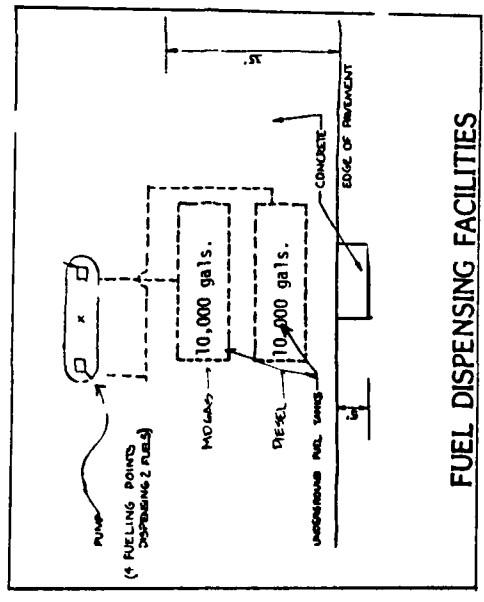 PUMP
(4 FUELING POINTS
DISPENSING 2 FUELS)
MOGAS
10,000 gals.
DIESEL
10,000 gals.
UNDERGROUND FUEL TANKS
CONCRETE
EDGE OF PAVEMENT
FUEL DISPENSING FACILITIES